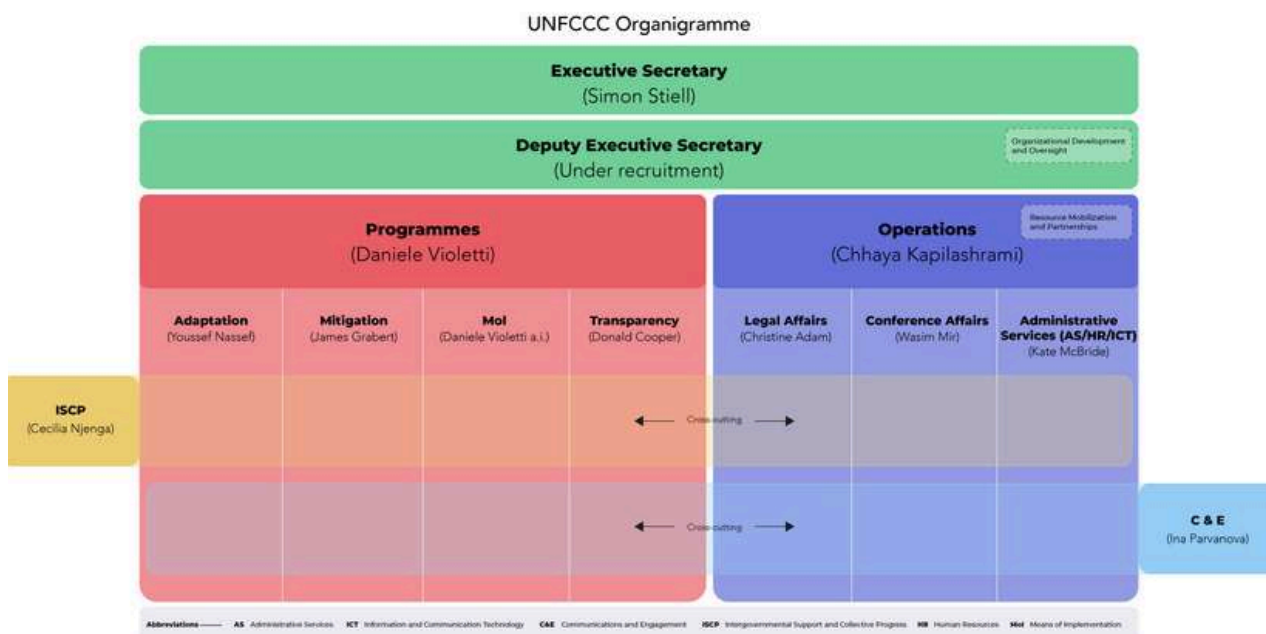 UNFCCC Organigramme
Executive Secretary
(Simon Stiell)
Deputy Executive Secretary
(Under recruitment)
Organizational Development
and Oversight
Programmes
(Daniele Violetti)
Operations
(Chhaya Kapilashrami)
Resource Mobilization
and Partnerships
Adaptation
(Youssef Nassef)
Mitigation
(James Grabert)
MoI
(Daniele Violetti a.i.)
Transparency
(Donald Cooper)
Legal Affairs
(Christine Adam)
Conference Affairs
(Wasim Mir)
Administrative
Services (AS/HR/ICT)
(Kate McBride)
ISCP
(Cecilia Njenga)
Cross-cutting
Cross-cutting
C & E
(Ina Parvanova)
Abbreviations —— AS Administrative Services ICT Information and Communication Technology C&E Communications and Engagement ISCP Intergovernmental Support and Collective Progress HR Human Resources MoI Means of Implementation